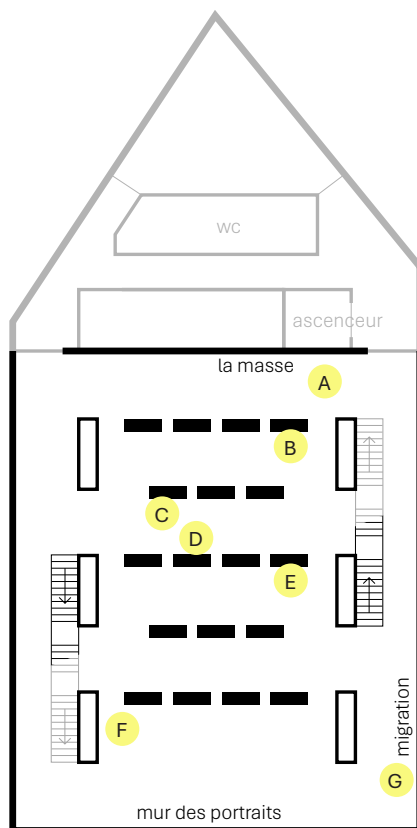 wc
ascenceur
la masse
A
B
C
D
E
F
migration
G
mur des portraits